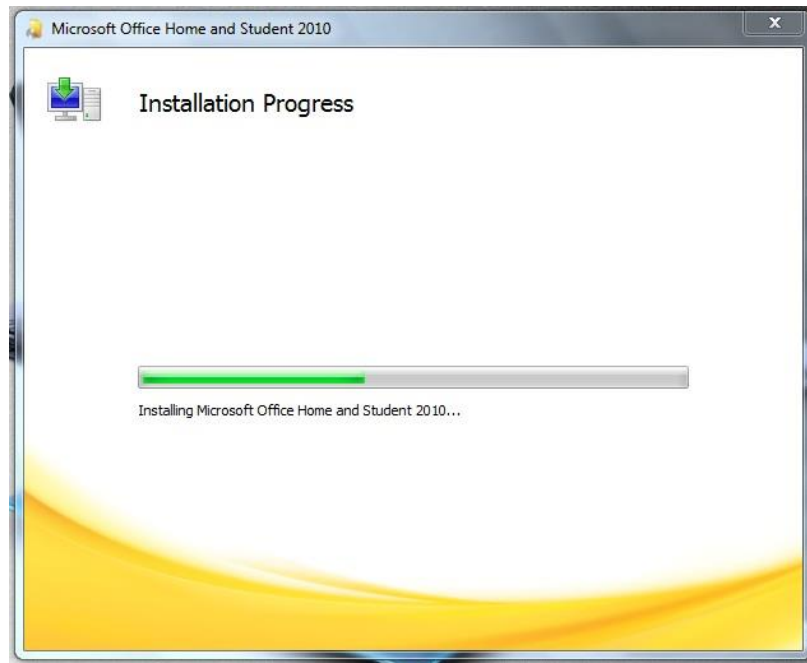 Microsoft Office Home and Student 2010
Installation Progress
Installing Microsoft Office Home and Student 2010...